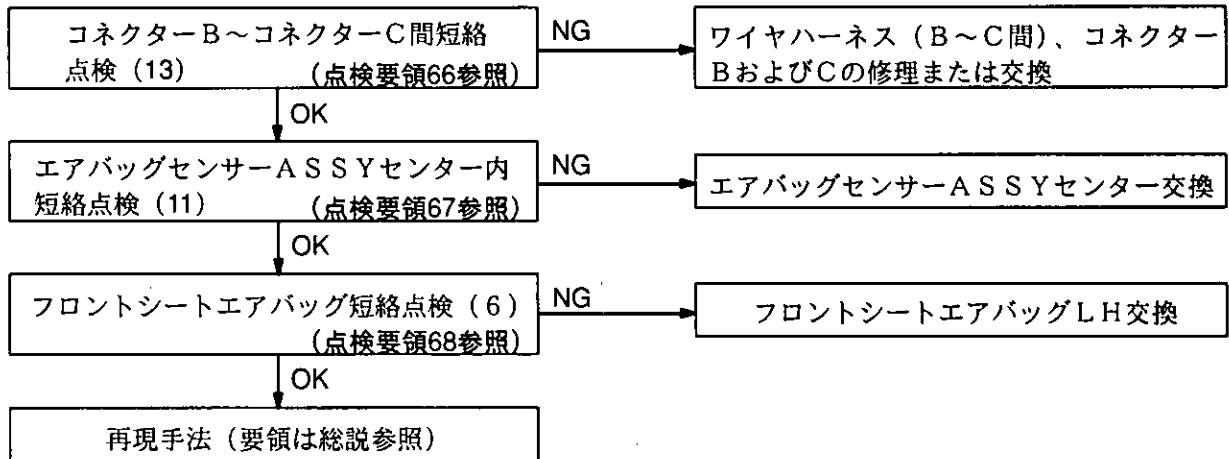 コネクターB~コネクターC間短絡
点検（13）　（点検要領66参照）
NG
ワイヤハーネス（B~C間）、コネクター
BおよびCの修理または交換
OK
エアバッグセンサーASSYセンター内
短絡点検（11）　（点検要領67参照）
NG
エアバッグセンサーASSYセンター交換
OK
フロントシートエアバッグ短絡点検（6）
（点検要領68参照）
NG
フロントシートエアバッグLH交換
OK
再現手法（要領は総説参照）